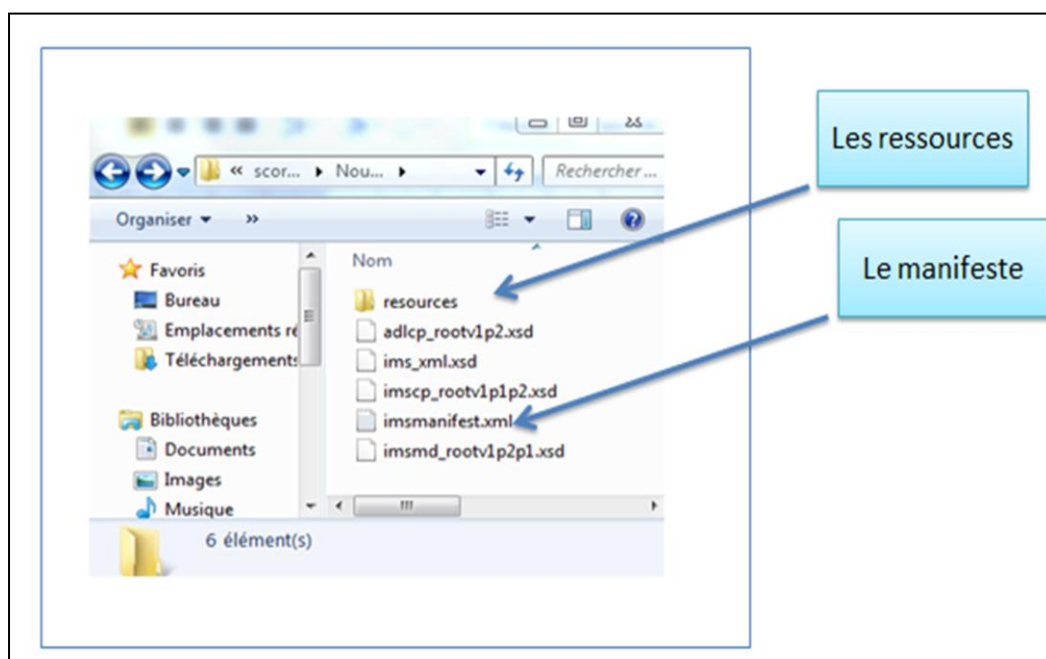 « scor... Nou... Rechercher ...
Organiser »
Favoris
Bureau
Emplacements ré
Téléchargements
Bibliothèques
Documents
Images
Musique
Nom
resources
adlcp_rootv1p2.xsd
ims_xml.xsd
imscp_rootv1p1p2.xsd
imsmanifest.xml
imsmd_rootv1p2p1.xsd
6 élément(s)
Les ressources
Le manifeste